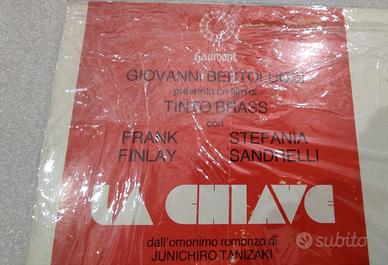 Gaumont
GIOVANNI BERTOLUCCI
presenta un film di
TINTO BRASS
con
FRANK STEFANIA
FINLAY SANDRELLI
LA CHIAVE
dall'omonimo romanzo di
JUNICHIRO TANIZAKI
subito